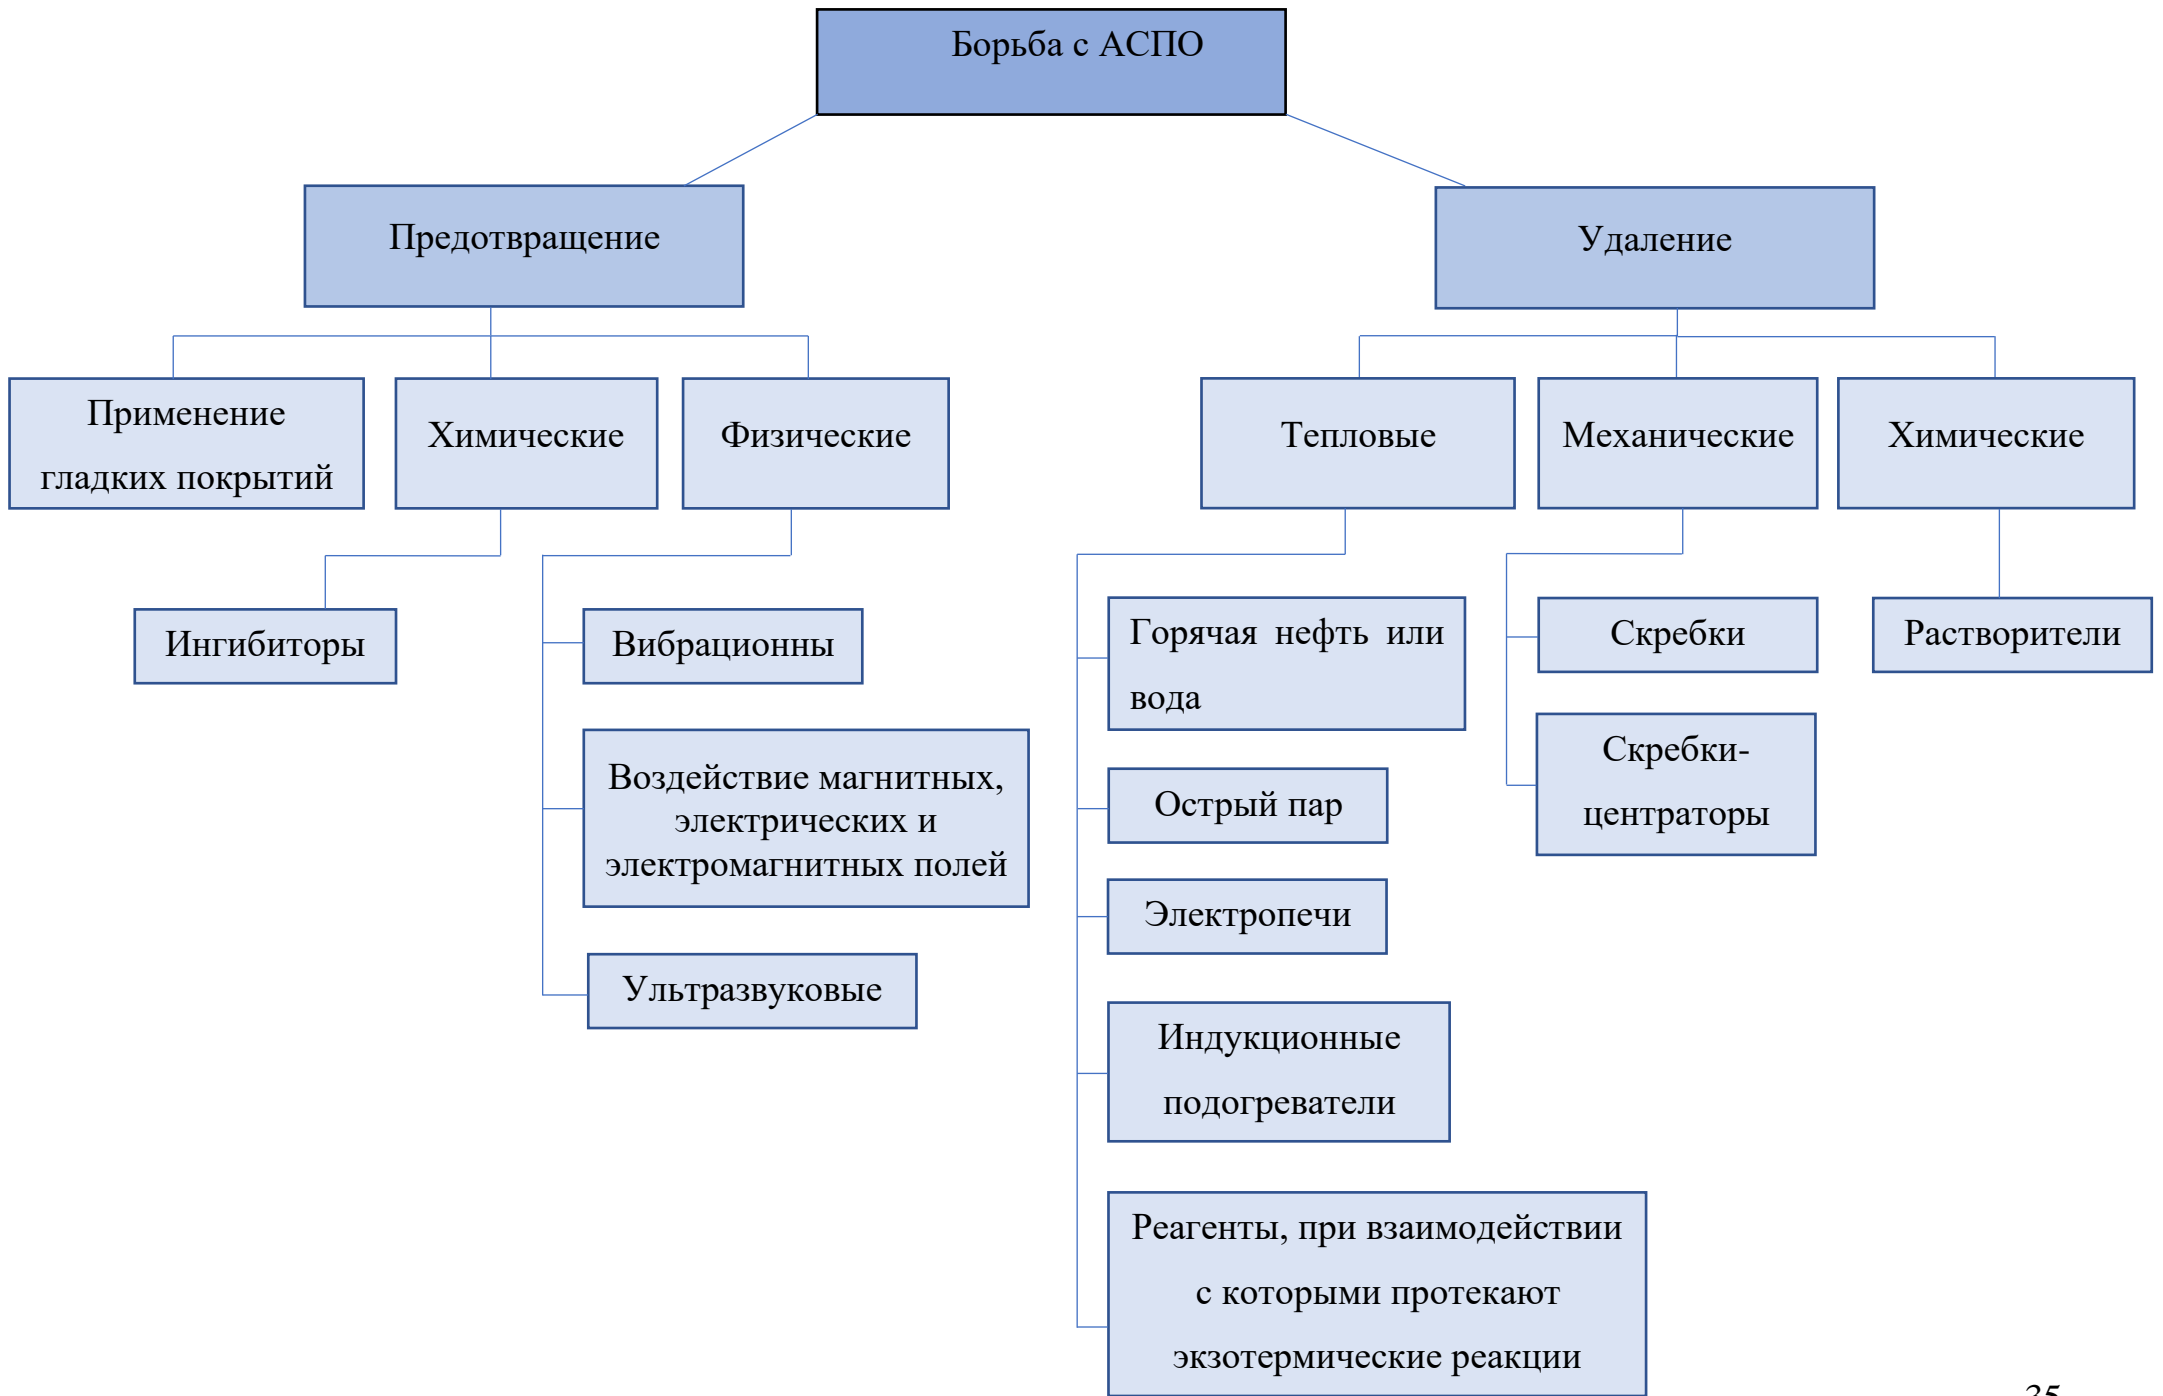 Борьба с АСПО
Предотвращение
Удаление
Применение
гладких покрытий
Химические
Физические
Тепловые
Механические
Химические
Ингибиторы
Вибрационны
Воздействие магнитных,
электрических и
электромагнитных полей
Ультразвуковые
Горячая нефть или
вода
Острый пар
Электропечи
Индукционные
подогреватели
Реагенты, при взаимодействии
с которыми протекают
экзотермические реакции
Скребки
Скребки-
центраторы
Растворители
35